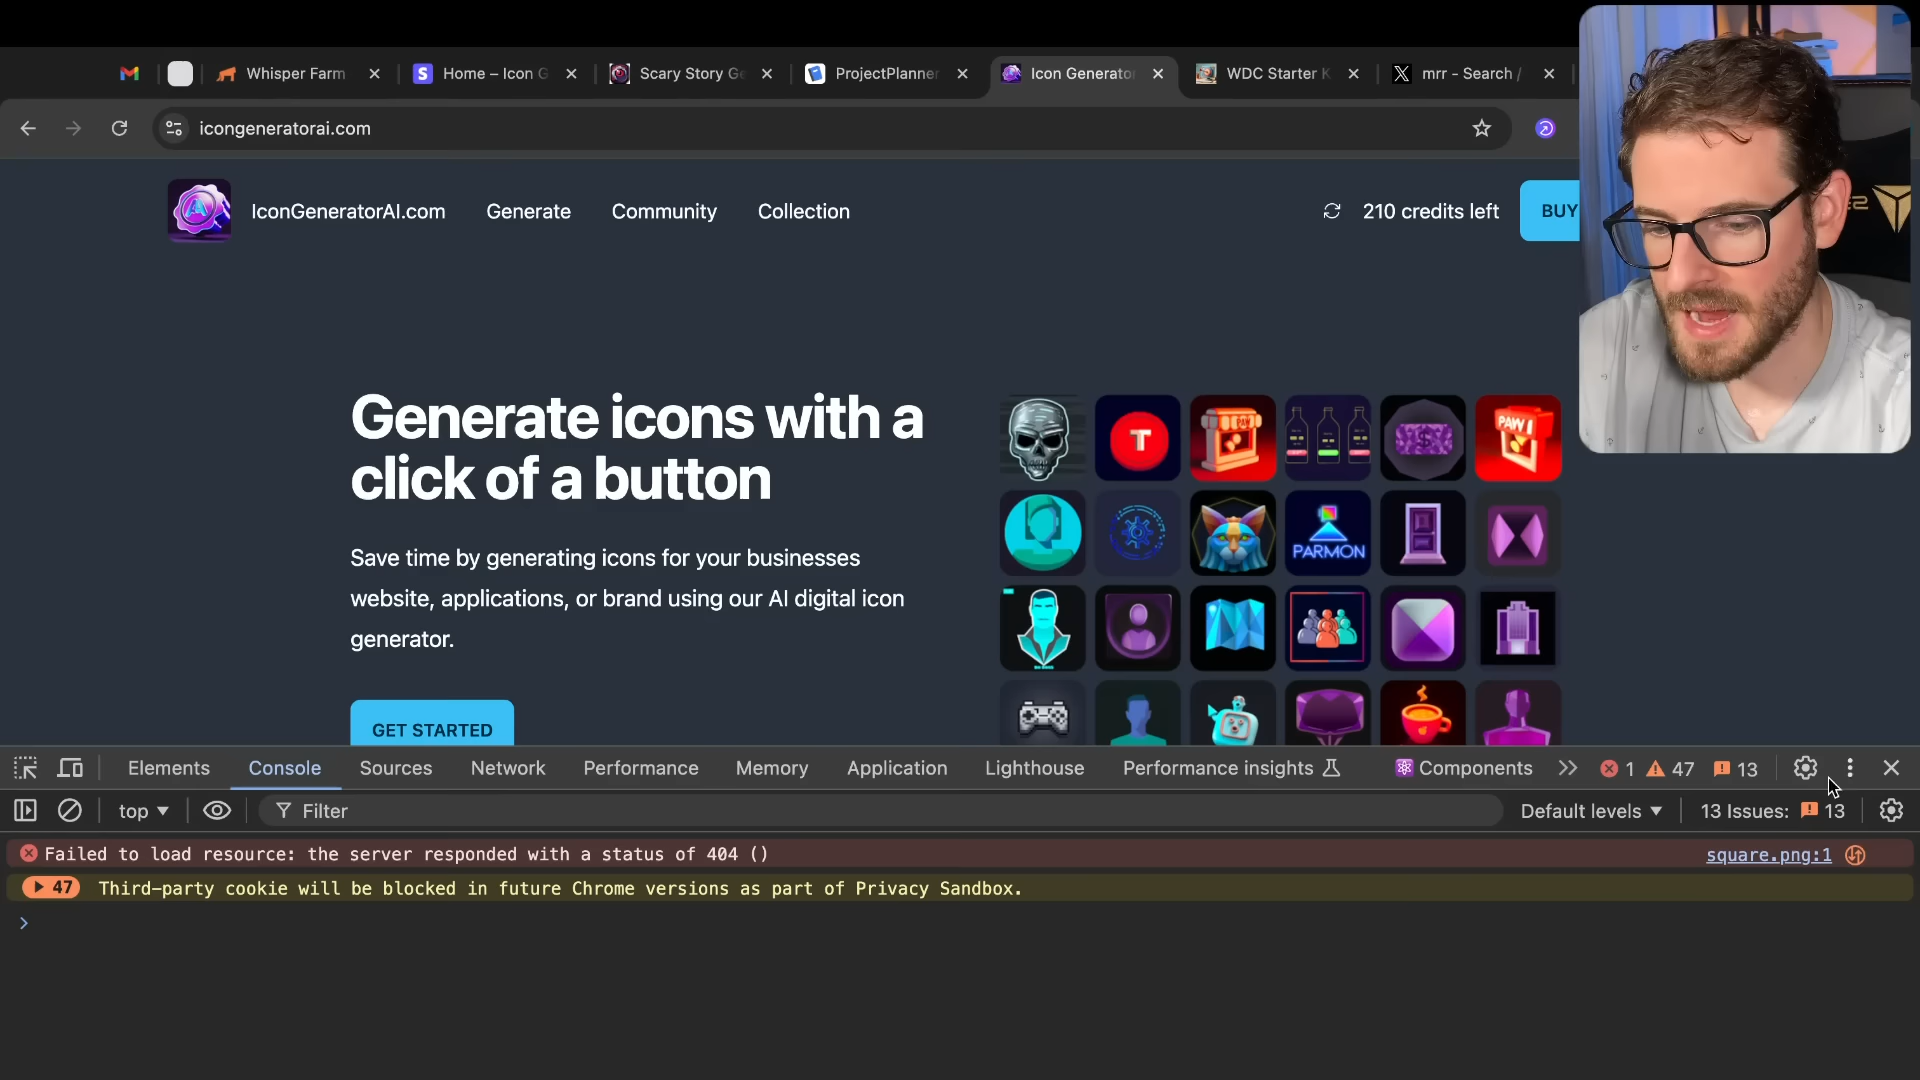 Whisper Farm
Home – Icon G
Scary Story Ge
ProjectPlanner
Icon Generator
WDC Starter K
mrr - Search /
icongeneratorai.com
IconGeneratorAI.com
Generate
Community
Collection
210 credits left
BUY
Generate icons with a
click of a button
Save time by generating icons for your businesses
website, applications, or brand using our AI digital icon
generator.
GET STARTED
T
PAW
PAW I
PARMON
Elements
Console
Sources
Network
Performance
Memory
Application
Lighthouse
Performance insights
Components
1
47
13
top
Filter
Default levels
13 Issues:
13
Failed to load resource: the server responded with a status of 404 ()
square.png:1
47
Third-party cookie will be blocked in future Chrome versions as part of Privacy Sandbox.